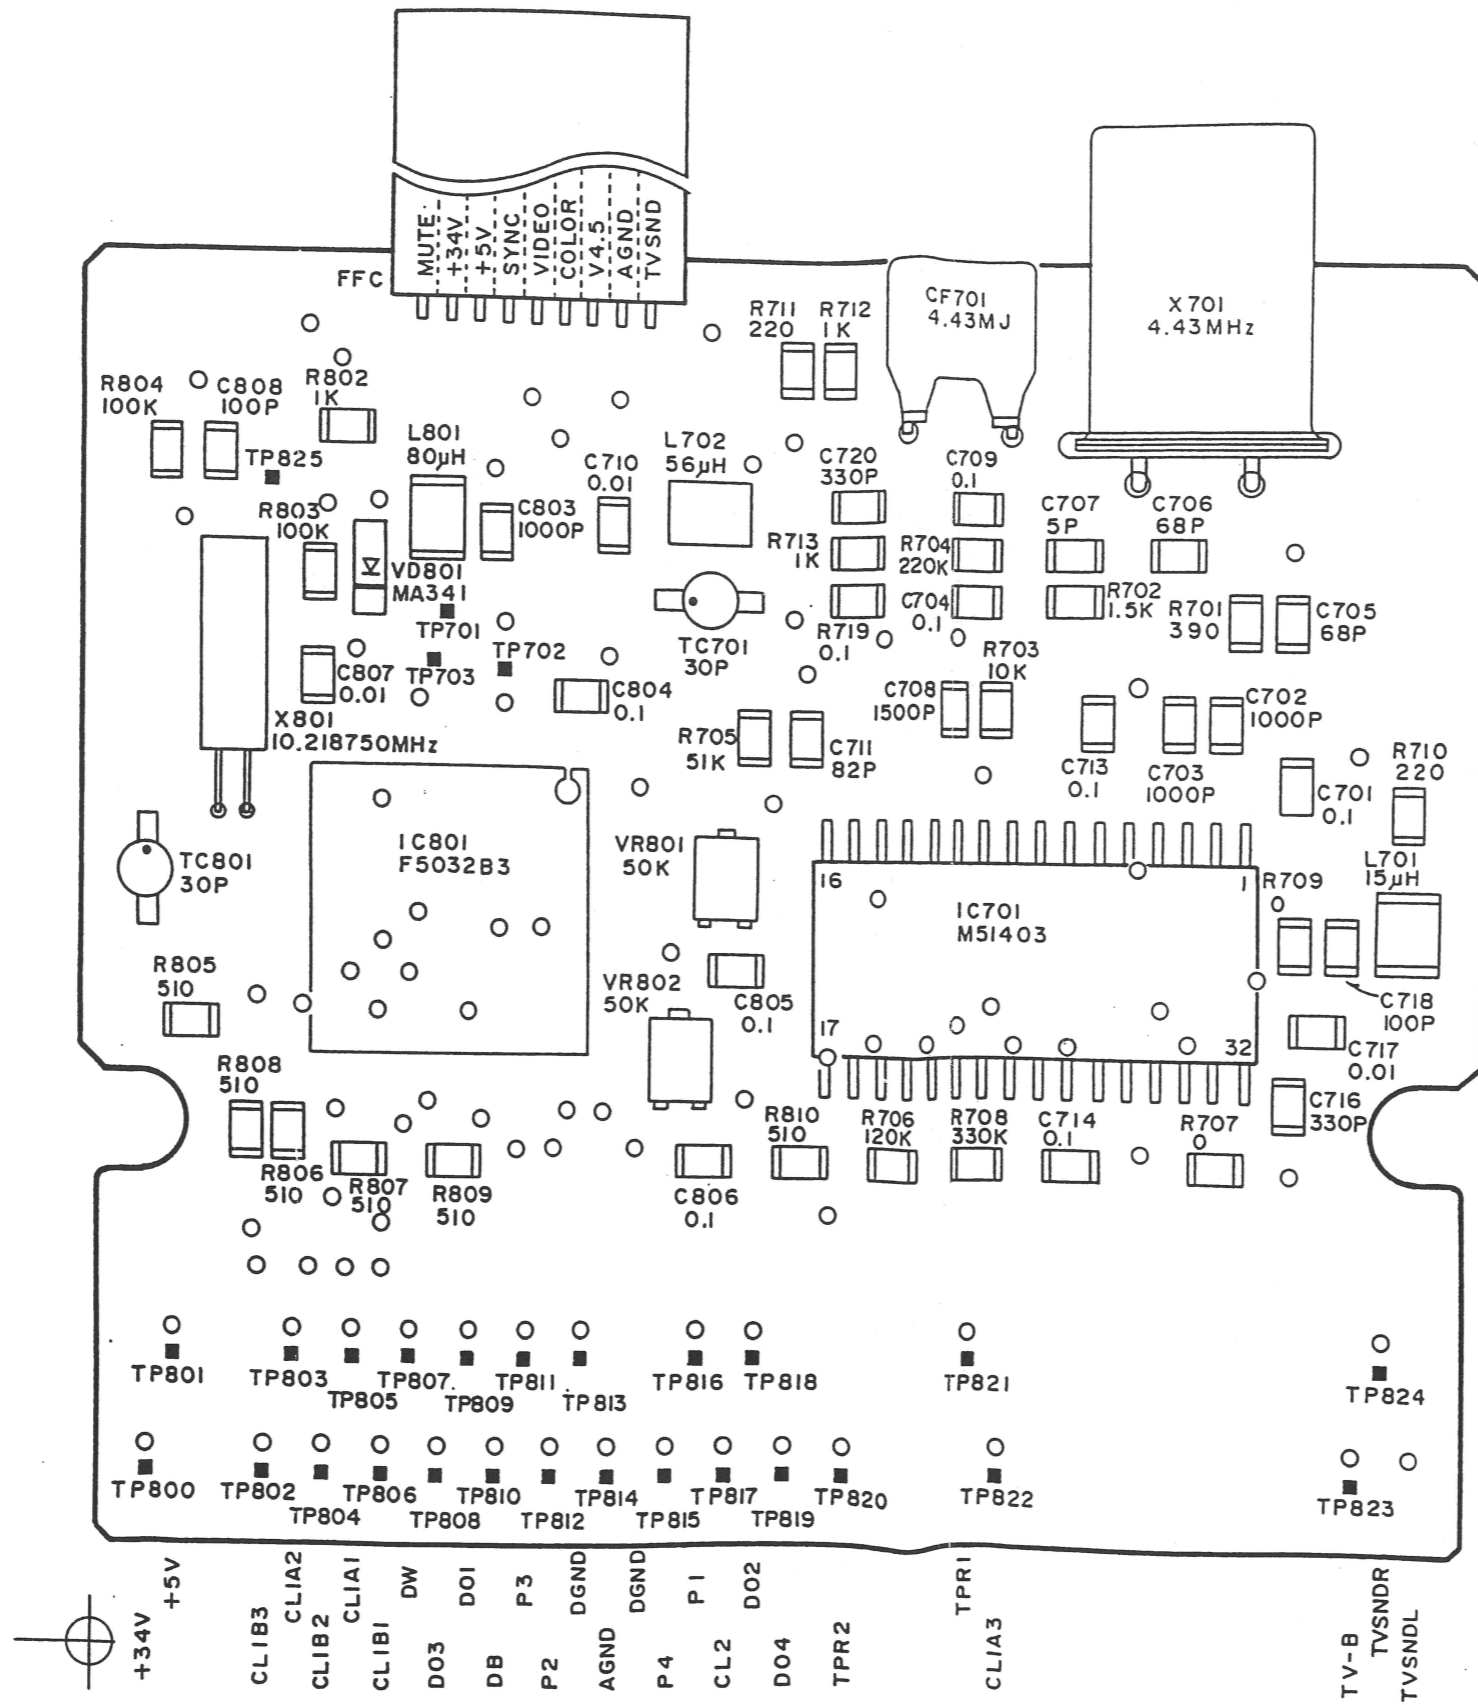 MUTE
+34V
+5V
SYNC
VIDEO
COLOR
V4.5
AGND
TVSND
FFC
R711
220
R712
1K
CF701
4.43MJ
X701
4.43MHz
R804
100K
C808
100P
R802
1K
TP825
L801
80μH
C710
0.01
L702
56μH
C720
330P
C709
0.1
R803
100K
C803
1000P
C707
5P
C706
68P
R713
1K
R704
220K
VD801
MA341
TP701
C704
0.1
R702
1.5K
R701
390
C705
68P
TP703
TP702
TC701
30P
R719
0.1
R703
10K
C807
0.01
C804
0.1
C708
1500P
C702
1000P
X801
10.218750MHz
R705
51K
C711
82P
C713
0.1
C703
1000P
C701
0.1
R710
220
TC801
30P
IC801
F5032B3
VR801
50K
16
1
IC701
M51403
R709
0
L701
15μH
R805
510
VR802
50K
C805
0.1
17
32
C718
100P
C717
0.01
R808
510
C716
330P
R810
510
R706
120K
R708
330K
C714
0.1
R707
0
R806
510
R807
510
R809
510
C806
0.1
TP801
TP803
TP805
TP807
TP809
TP811
TP813
TP816
TP818
TP821
TP824
TP800
TP802
TP804
TP806
TP808
TP810
TP812
TP814
TP815
TP817
TP819
TP820
TP822
TP823
+34V
+5V
CLIB3
CLIA2
CLIB2
CLIA1
CLIB1
DW
DO3
DO1
DB
P3
P2
DGND
AGND
DGND
P4
P1
CL2
DO2
DO4
TPR2
TPR1
CLIA3
TV-B
TVSNDR
TVSNDL